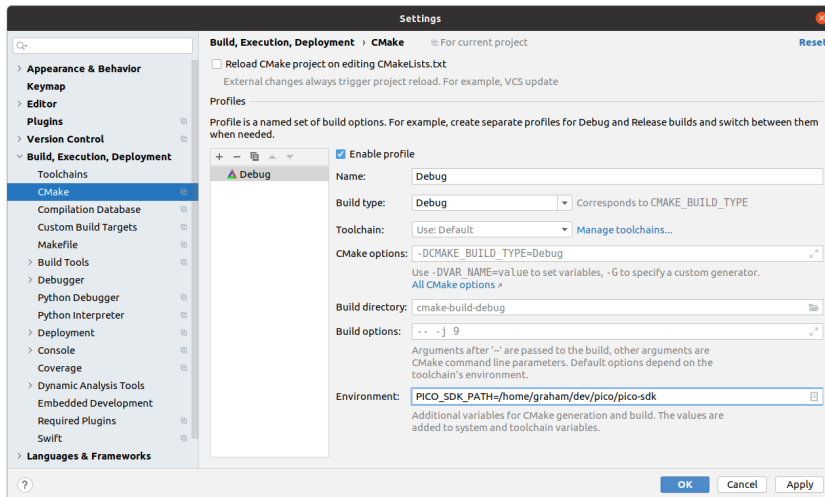 Settings
Build, Execution, Deployment › CMake For current project Reset
Reload CMake project on editing CMakeLists.txt
External changes always trigger project reload. For example, VCS update
Profiles
Profile is a named set of build options. For example, create separate profiles for Debug and Release builds and switch between them
when needed.
Appearance & Behavior
Keymap
Editor
Plugins
Version Control
Build, Execution, Deployment
Toolchains
CMake
Compilation Database
Custom Build Targets
Makefile
Build Tools
Debugger
Python Debugger
Python Interpreter
Deployment
Console
Coverage
Dynamic Analysis Tools
Embedded Development
Required Plugins
Swift
Languages & Frameworks
Debug
Enable profile
Name: Debug
Build type: Debug Corresponds to CMAKE_BUILD_TYPE
Toolchain: Use: Default Manage toolchains...
CMake options: -DCMAKE_BUILD_TYPE=Debug
Use -DVAR_NAME=value to set variables, -G to specify a custom generator.
All CMake options ↗
Build directory: cmake-build-debug
Build options: -- -j 9
Arguments after '--' are passed to the build, other arguments are
CMake command line parameters. Default options depend on the
toolchain's environment.
Environment: PICO_SDK_PATH=/home/graham/dev/pico/pico-sdk
Additional variables for CMake generation and build. The values are
added to system and toolchain variables.
? OK Cancel Apply